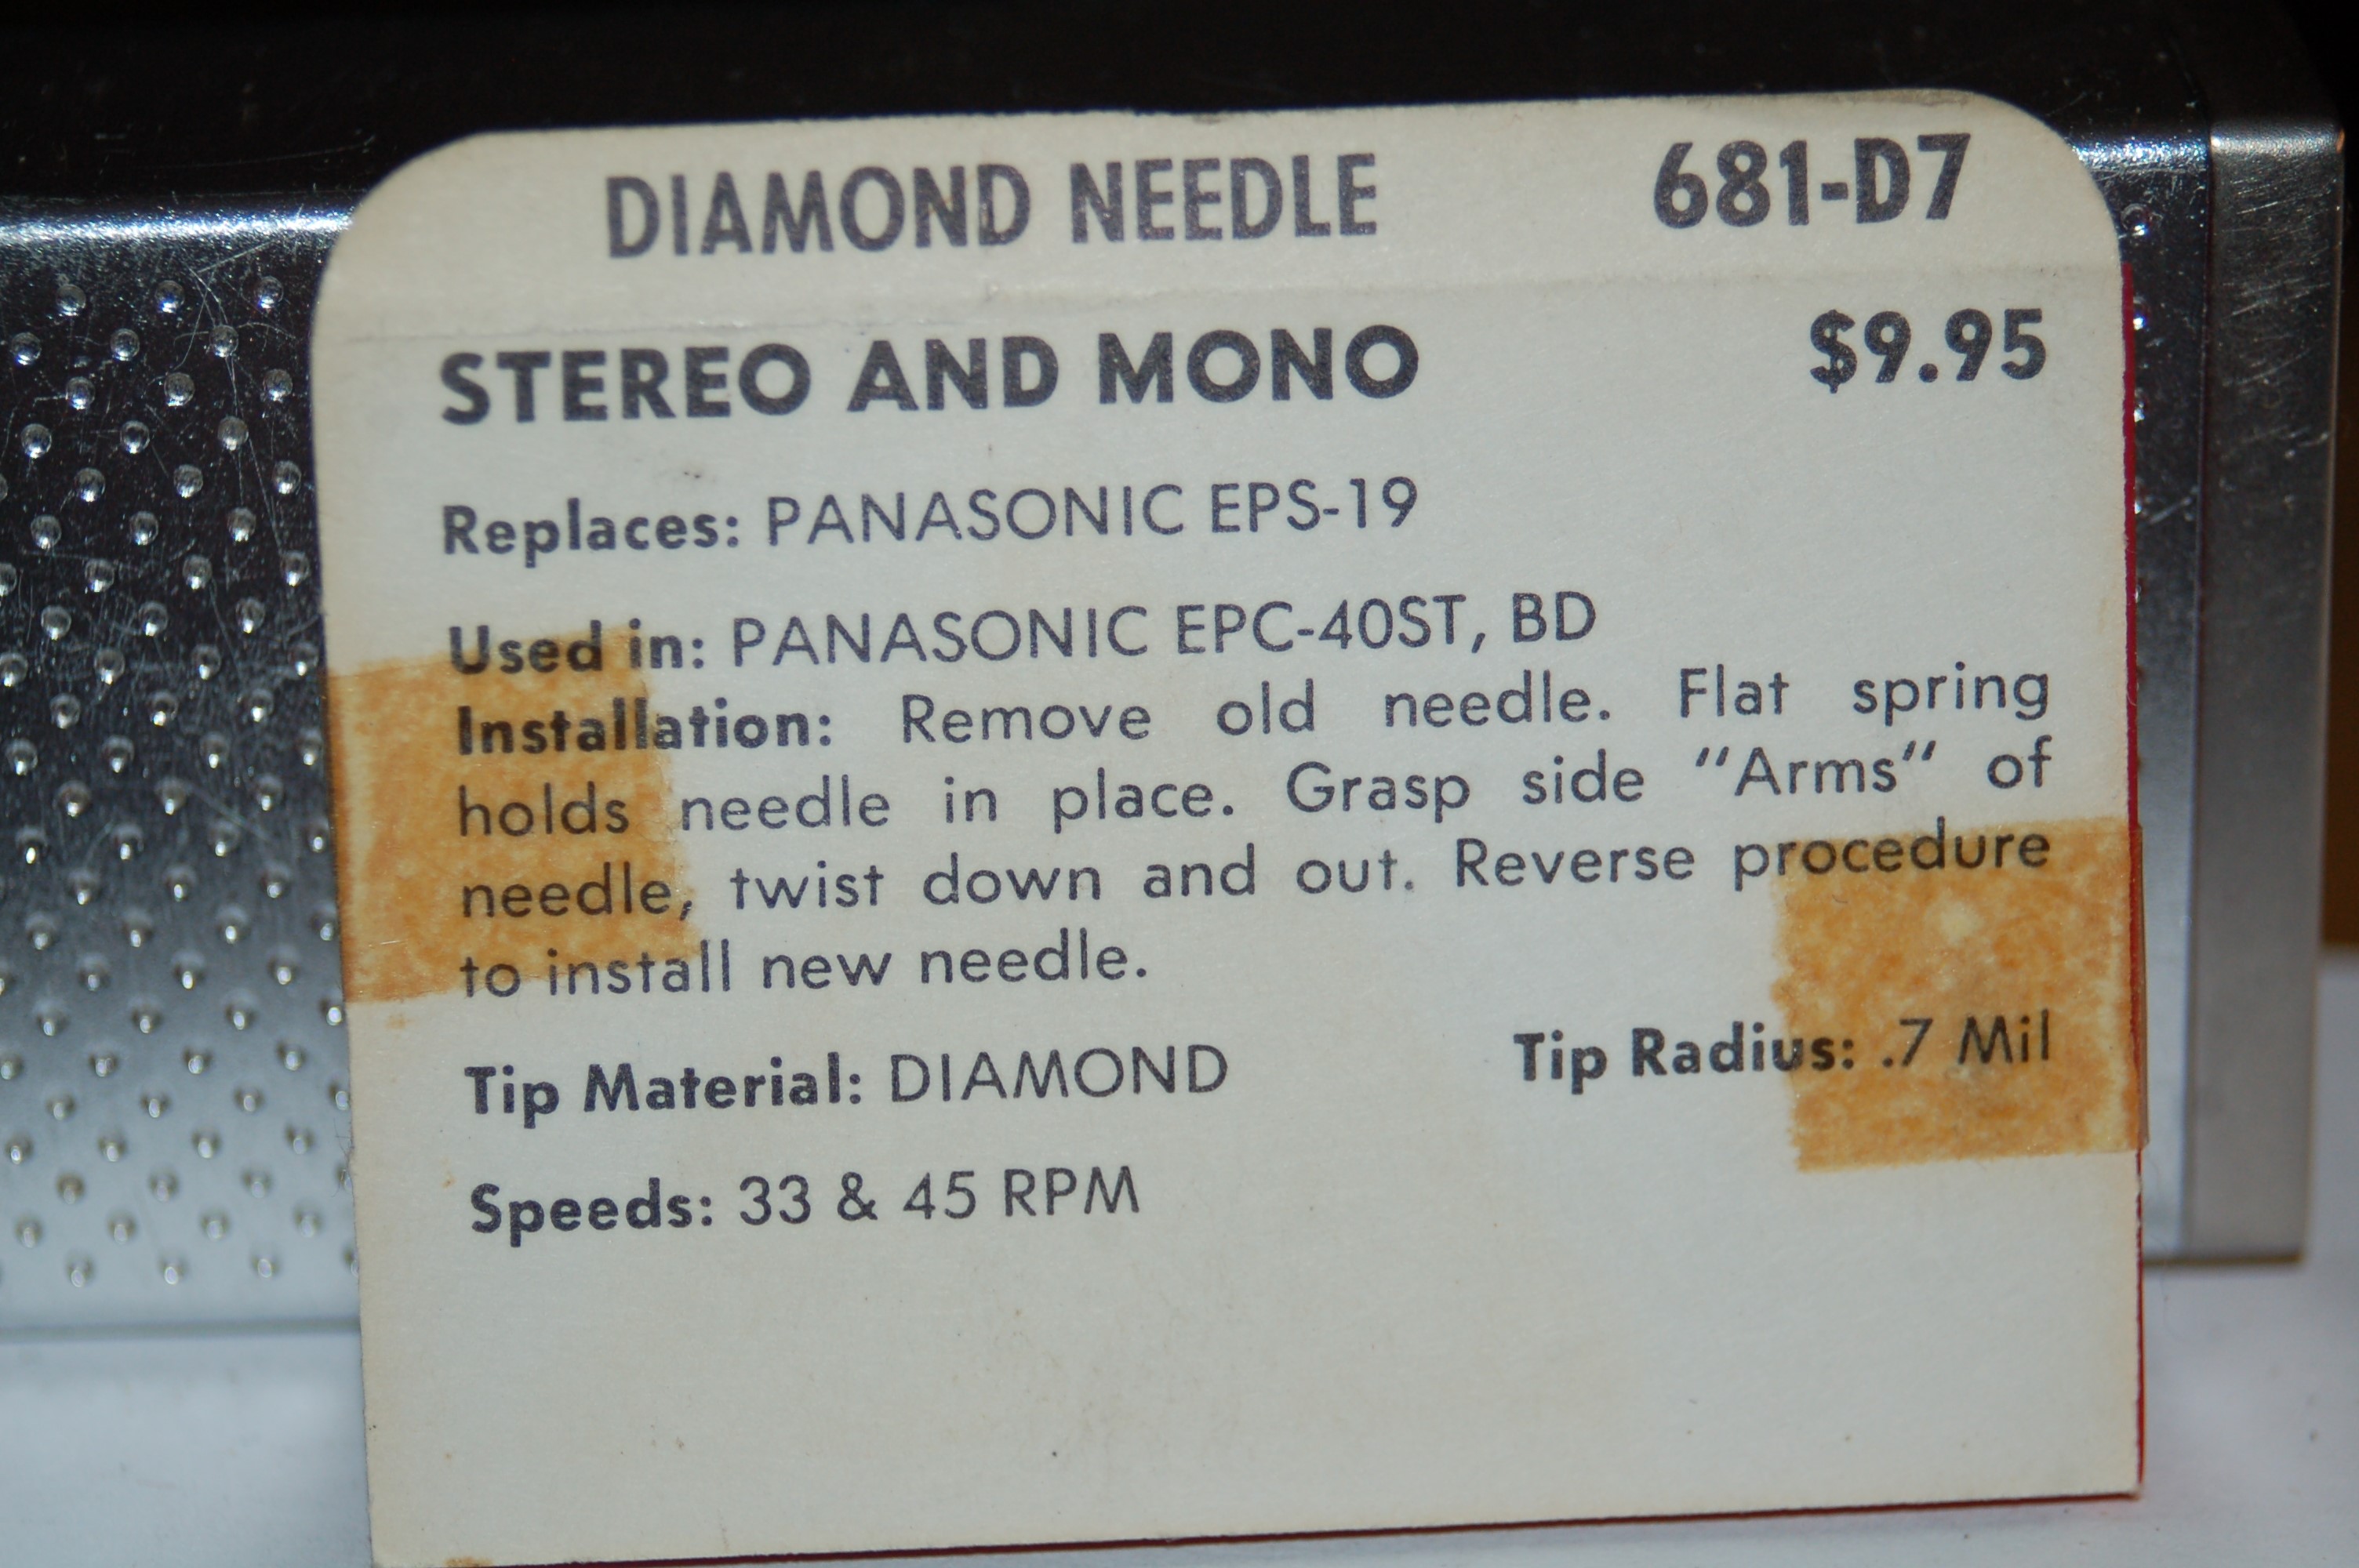 DIAMOND NEEDLE 681-D7
STEREO AND MONO $9.95
Replaces: PANASONIC EPS-19
Used in: PANASONIC EPC-40ST, BD
Installation: Remove old needle. Flat spring
holds needle in place. Grasp side "Arms" of
needle, twist down and out. Reverse procedure
to install new needle.
Tip Material: DIAMOND Tip Radius: .7 Mil
Speeds: 33 & 45 RPM